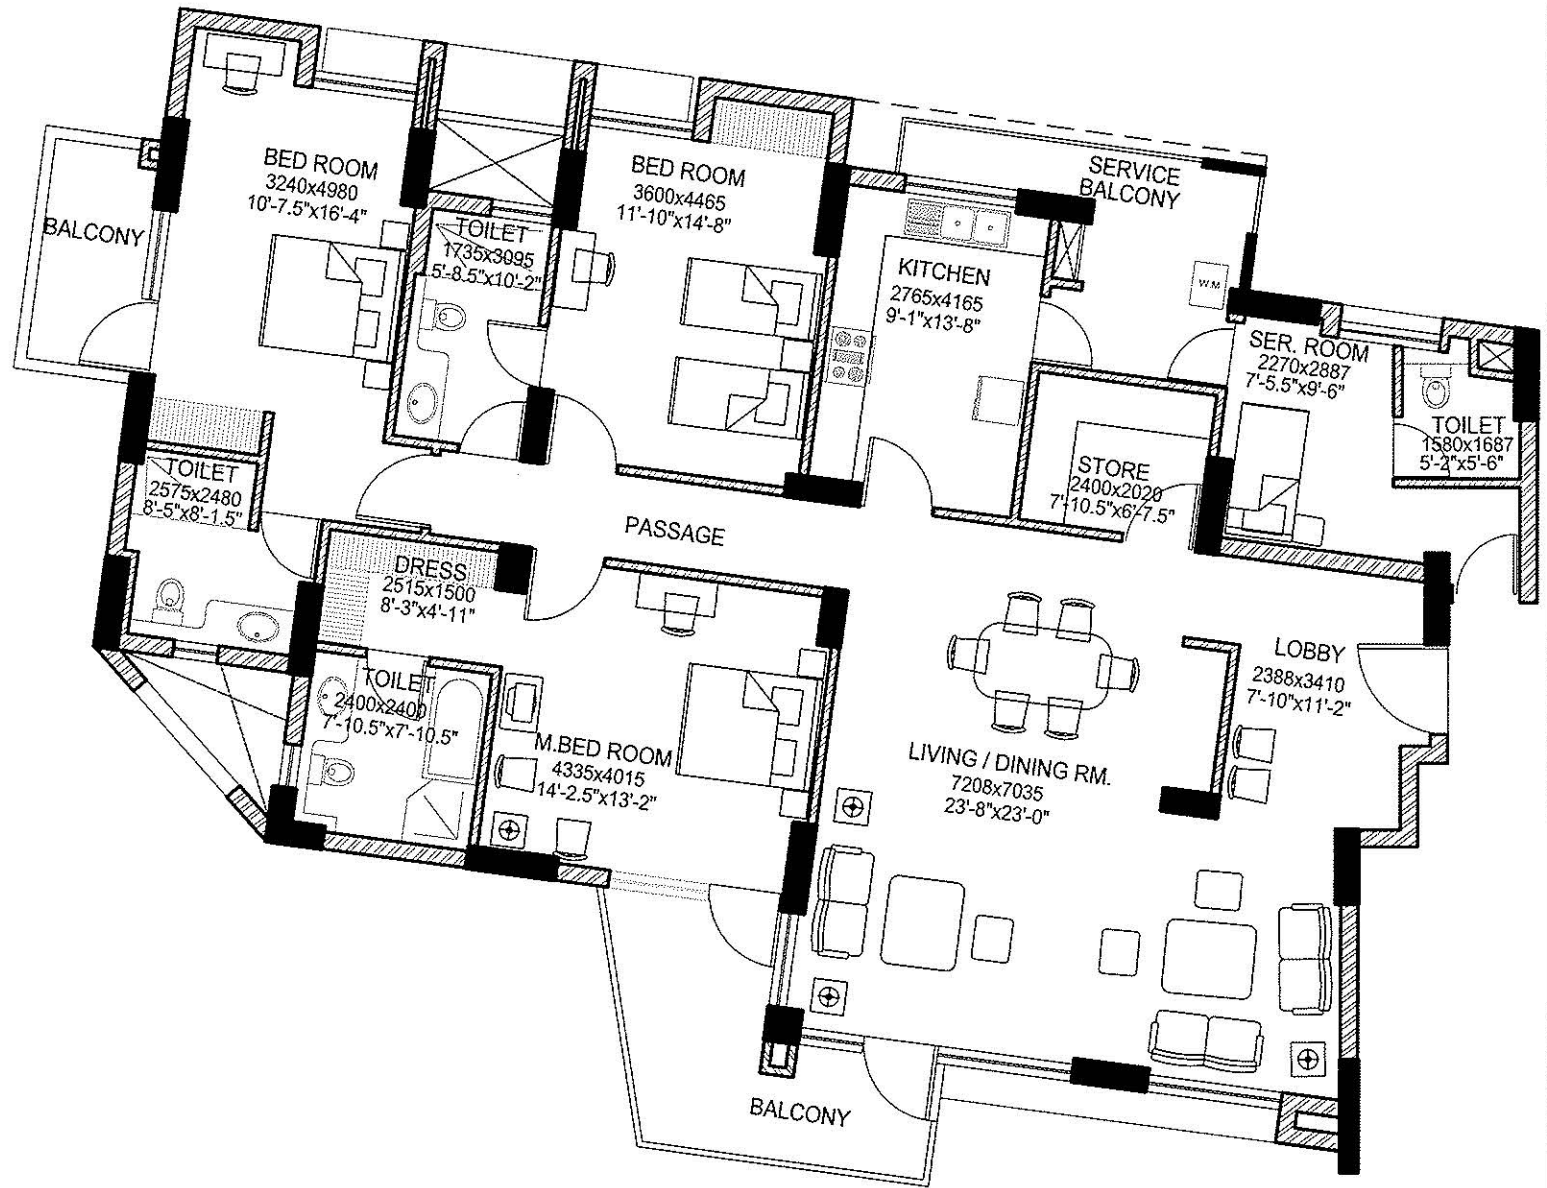 BED ROOM
3240x4980
10'-7.5"x16'-4"
BALCONY
TOILET
1735x3095
5'-8.5"x10'-2"
BED ROOM
3600x4465
11'-10"x14'-8"
SERVICE
BALCONY
KITCHEN
2765x4165
9'-1"x13'-8"
W.M
SER. ROOM
2270x2887
7'-5.5"x9'-6"
TOILET
1580x1687
5'-2"x5'-6"
STORE
2400x2020
7'-10.5"x6'-7.5"
TOILET
2575x2480
8'-5"x8'-1.5"
PASSAGE
DRESS
2515x1500
8'-3"x4'-11"
TOILET
2400x2400
7'-10.5"x7'-10.5"
M.BED ROOM
4335x4015
14'-2.5"x13'-2"
LOBBY
2388x3410
7'-10"x11'-2"
LIVING / DINING RM.
7208x7035
23'-8"x23'-0"
BALCONY